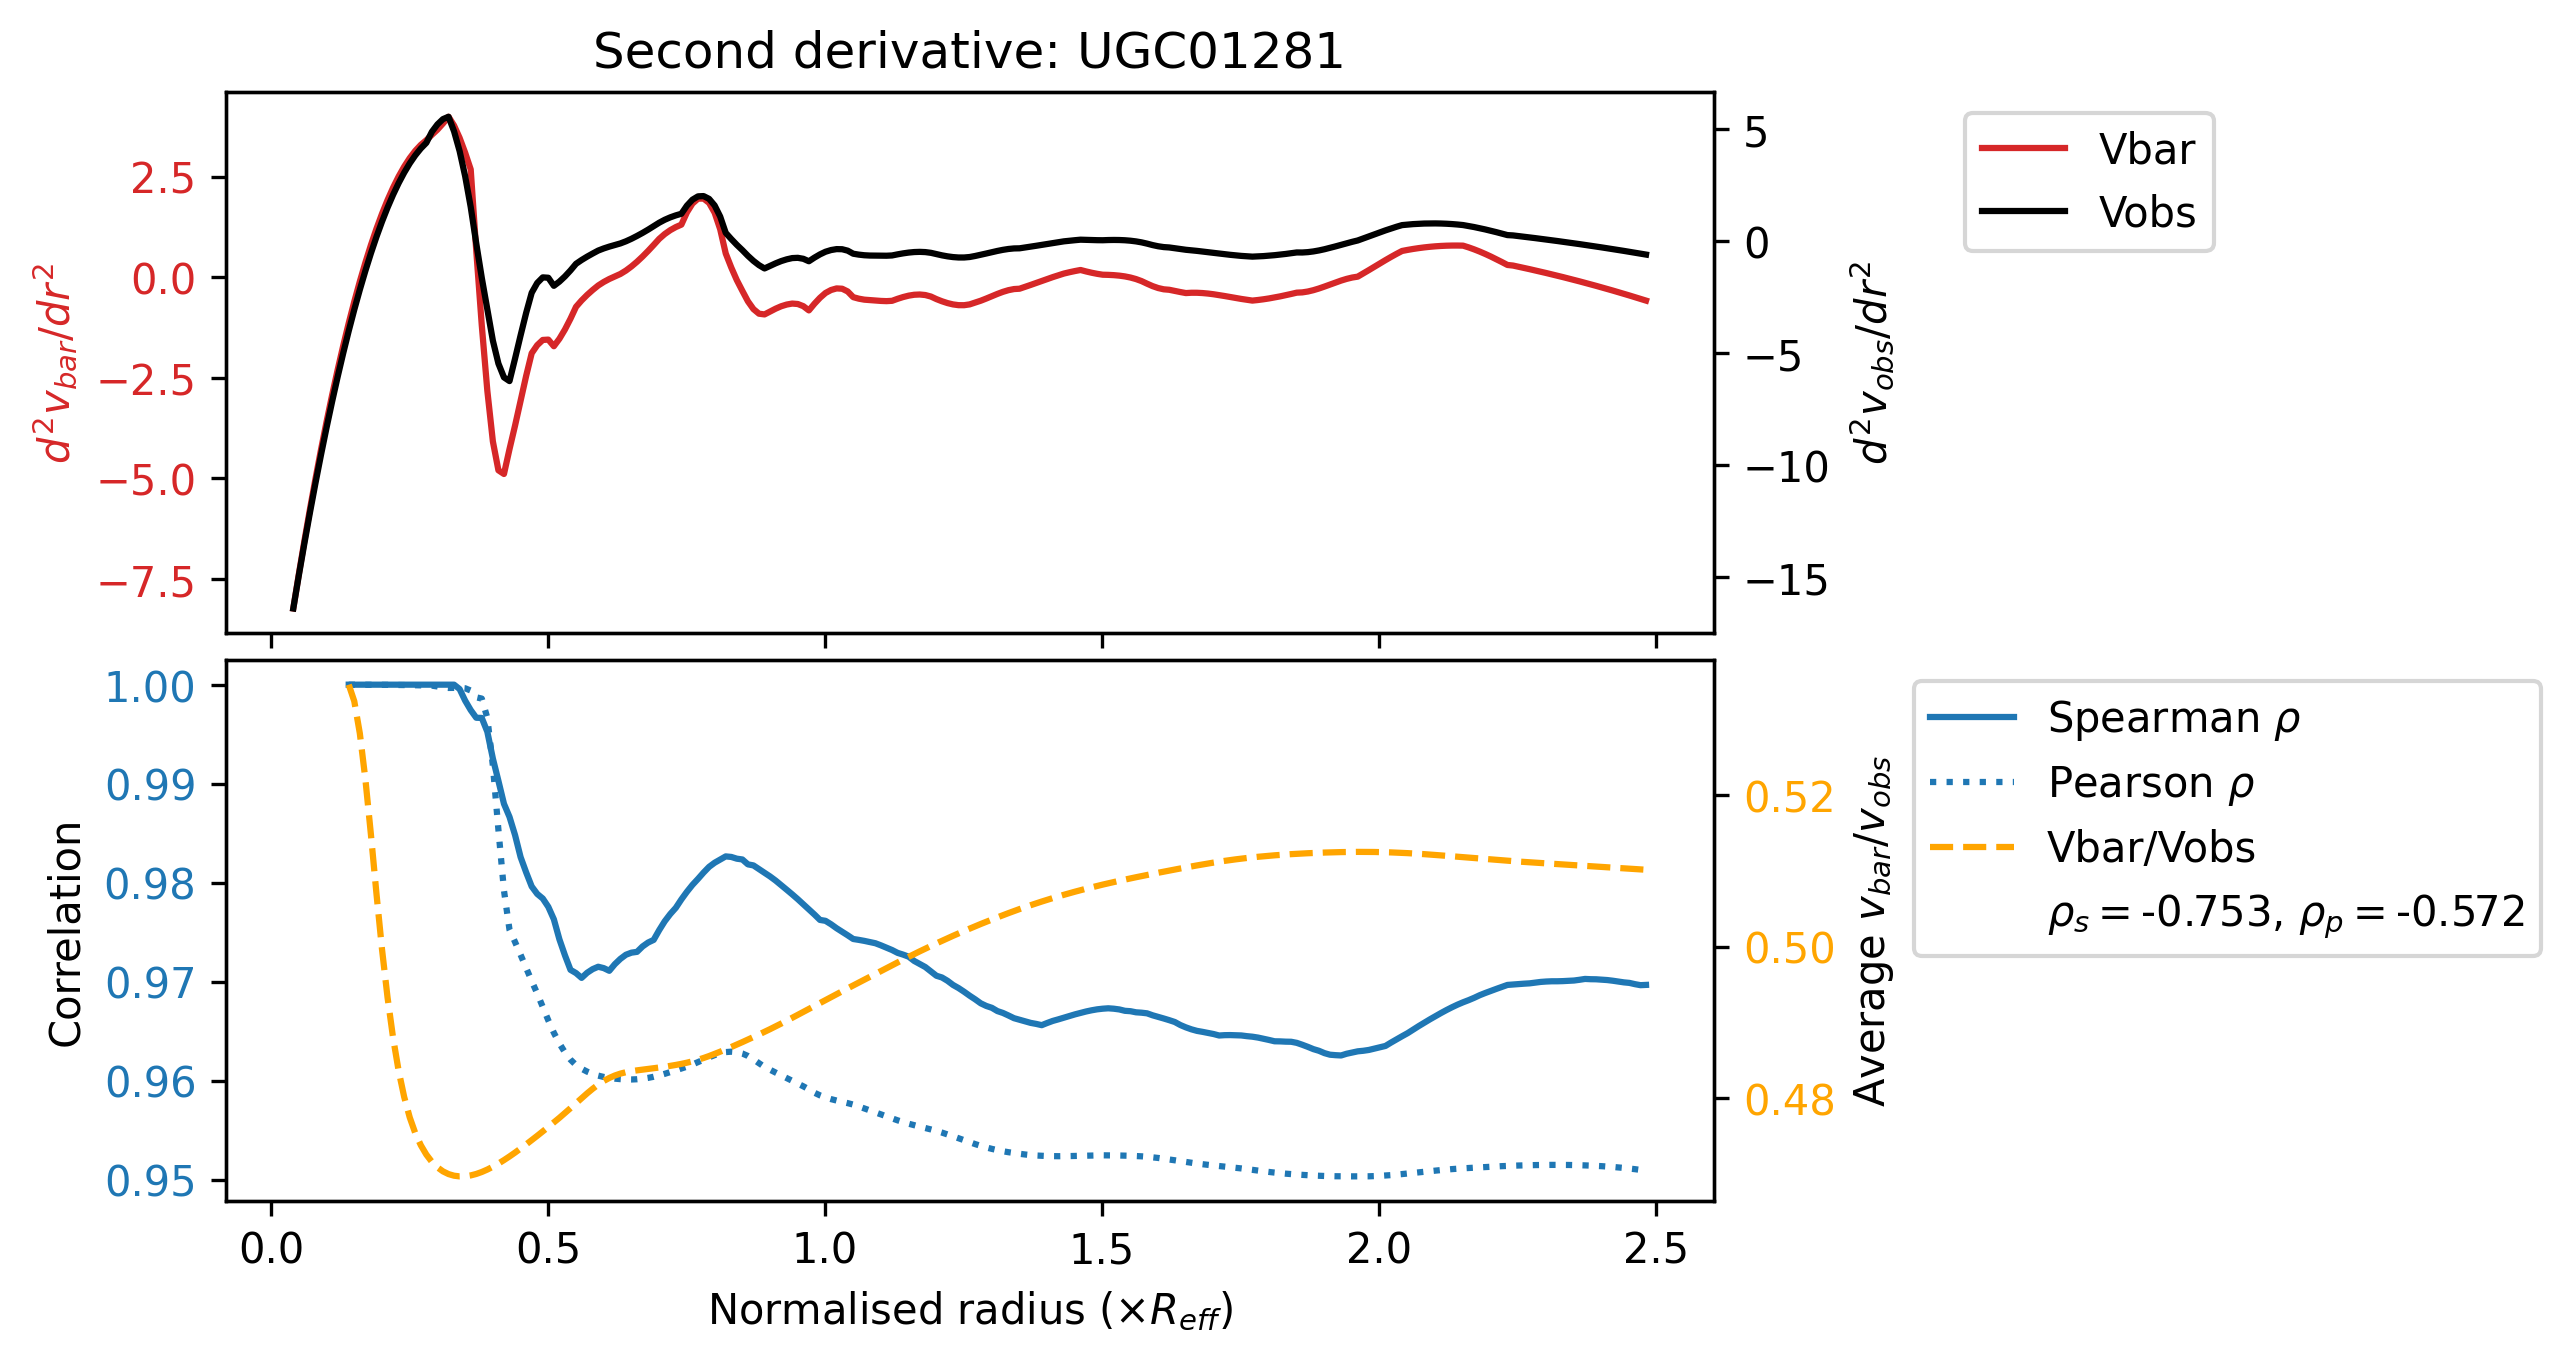 Second derivative: UGC01281
d²v_bar/dr²
2.5
0.0
−2.5
−5.0
−7.5
5
0
−5
−10
−15
d²v_obs/dr²
Vbar
Vobs
Correlation
1.00
0.99
0.98
0.97
0.96
0.95
0.52
0.50
0.48
Average v_bar/v_obs
Spearman ρ
Pearson ρ
Vbar/Vobs
ρ_s = -0.753, ρ_p = -0.572
0.0 0.5 1.0 1.5 2.0 2.5
Normalised radius (×R_eff)